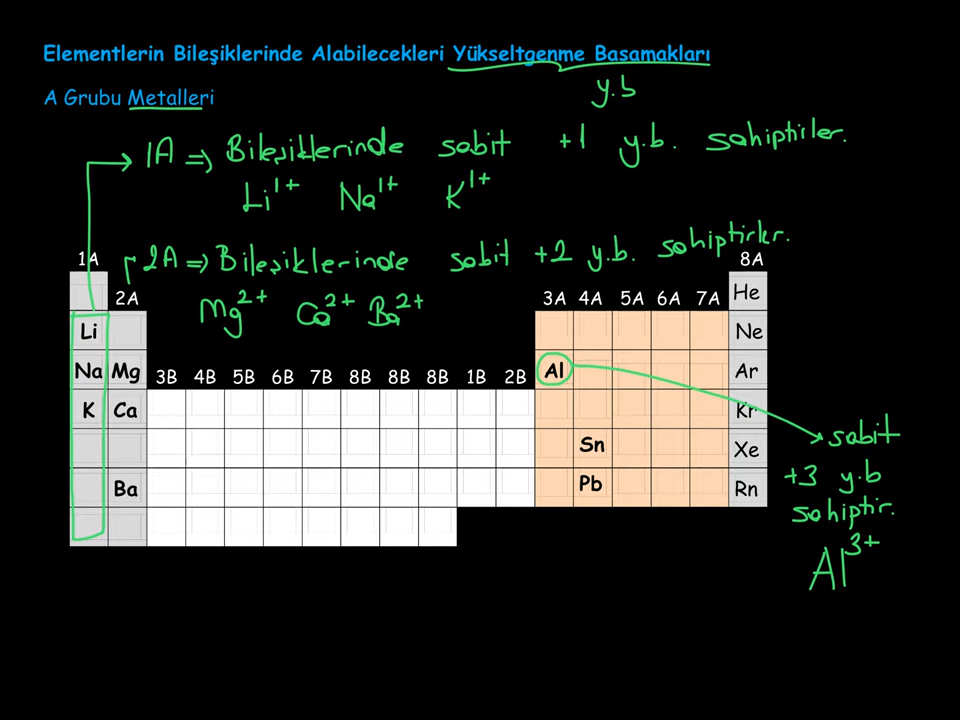 Elementlerin Bileşiklerinde Alabilecekleri Yükseltgenme Basamakları
y.b
A Grubu Metalleri
1A => Bileşiklerinde sabit +1 y.b. sahiptirler.
Li1+ Na1+ K1+
2A => Bileşiklerinde sabit +2 y.b. sahiptirler.
Mg2+ Ca2+ Ba2+
1A 8A
2A 3A 4A 5A 6A 7A He
Li Ne
Na Mg 3B 4B 5B 6B 7B 8B 8B 8B 1B 2B Al Ar
K Ca Kr
Sn Xe
Ba Pb Rn
sabit
+3 y.b
sahiptir.
Al3+